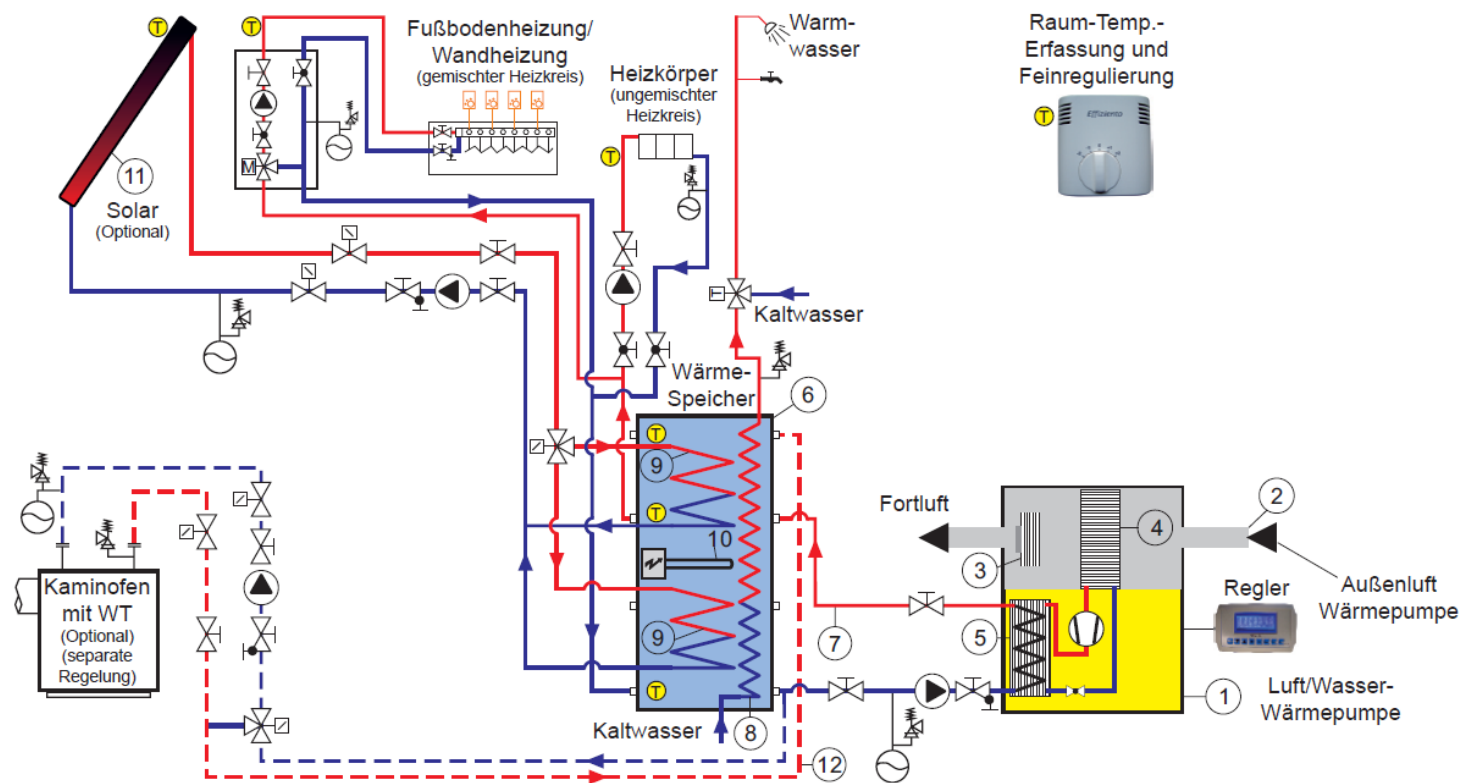 T
T
Fußbodenheizung/
Wandheizung
(gemischter Heizkreis)
Heizkörper
(ungemischter
Heizkreis)
Warm-
wasser
Raum-Temp.-
Erfassung und
Feinregulierung
T
Effiziento
T
M
11
Solar
(Optional)
T
Kaltwasser
Wärme-
Speicher
6
T
9
T
10
9
T
Kaltwasser
8
12
7
Kaminofen
mit WT
(Optional)
(separate
Regelung)
Fortluft
2
4
3
Außenluft
Wärmepumpe
Regler
5
1
Luft/Wasser-
Wärmepumpe